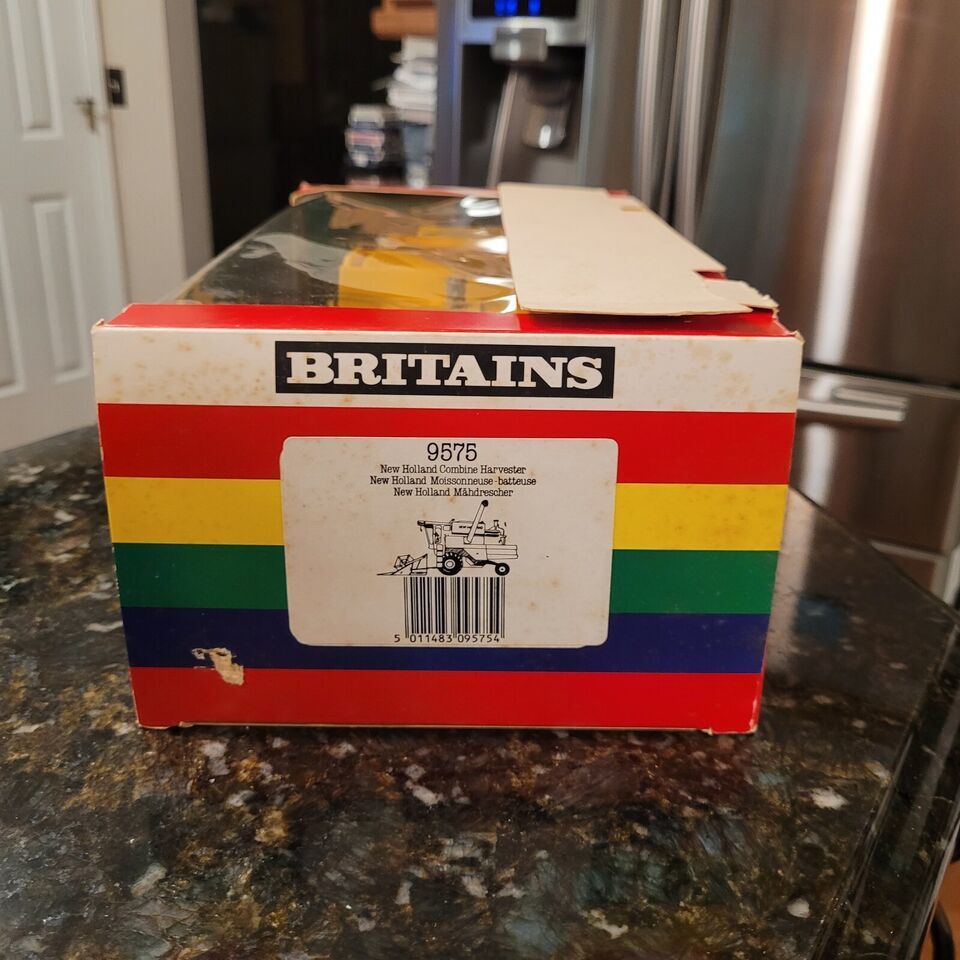 BRITAINS
9575
New Holland Combine Harvester
New Holland Moissonneuse-batteuse
New Holland Mähdrescher
5 011483 095754